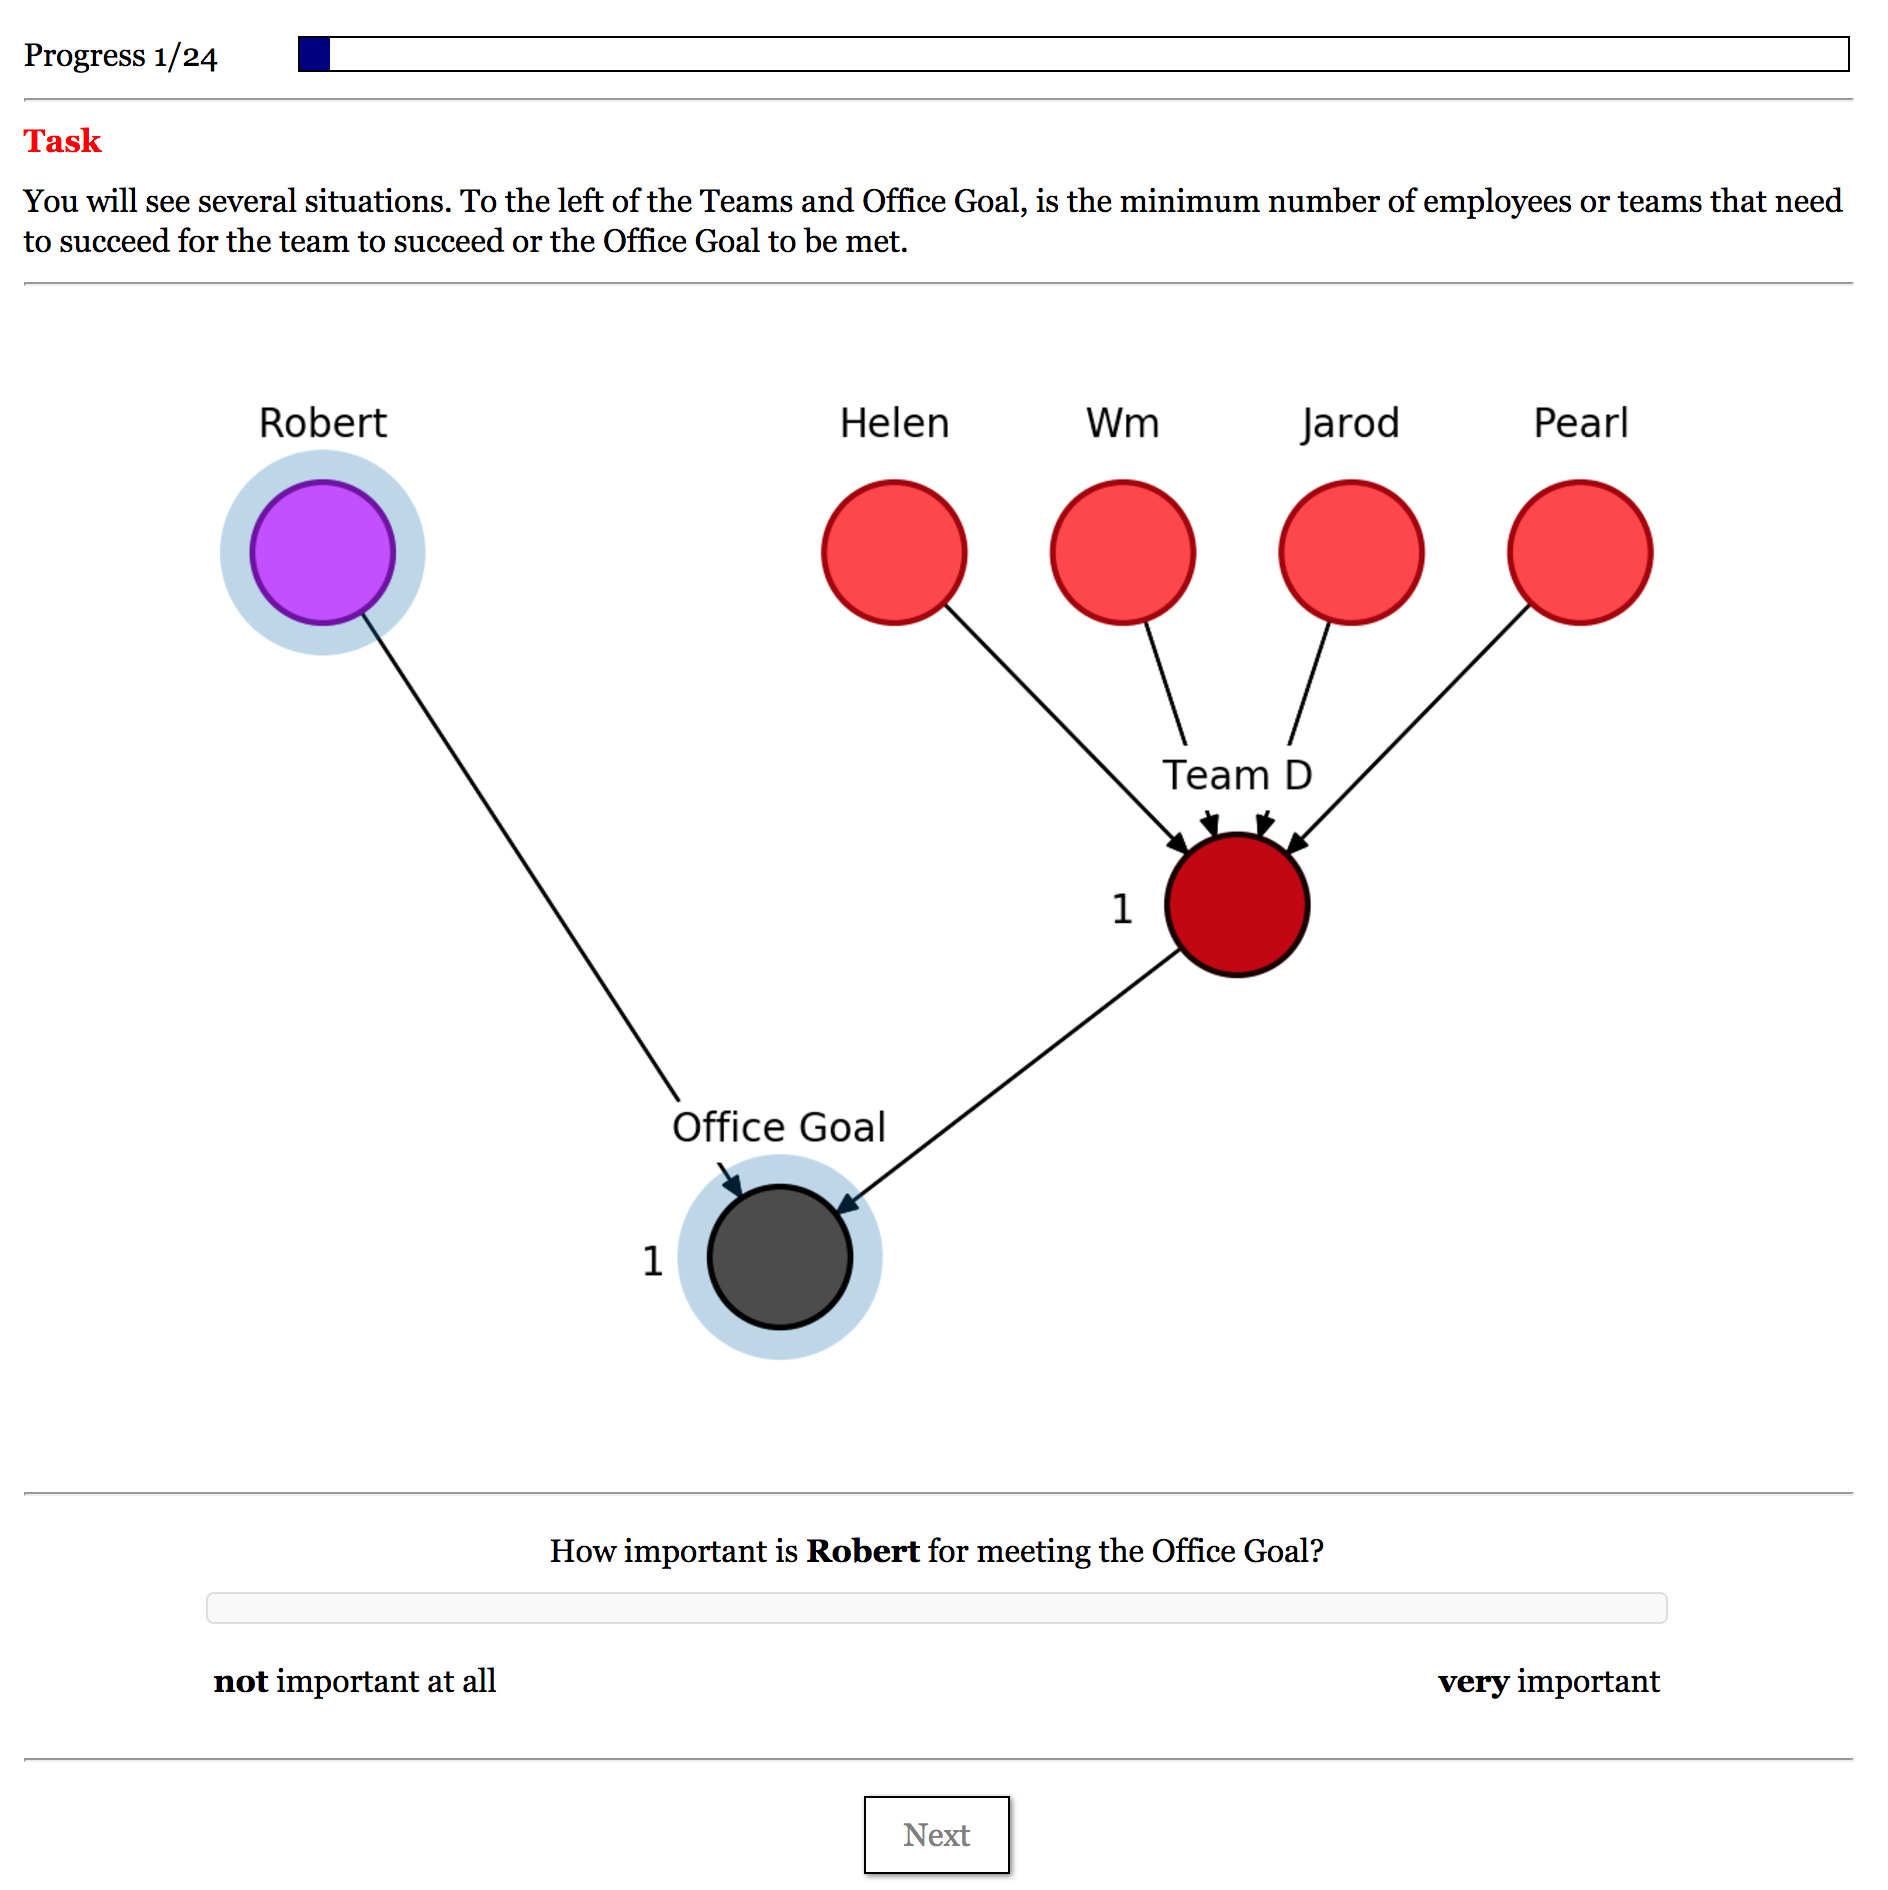 Progress 1/24
Task
You will see several situations. To the left of the Teams and Office Goal, is the minimum number of employees or teams that need
to succeed for the team to succeed or the Office Goal to be met.
Robert Helen Wm Jarod Pearl
Team D
1
Office Goal
1
How important is Robert for meeting the Office Goal?
not important at all very important
Next